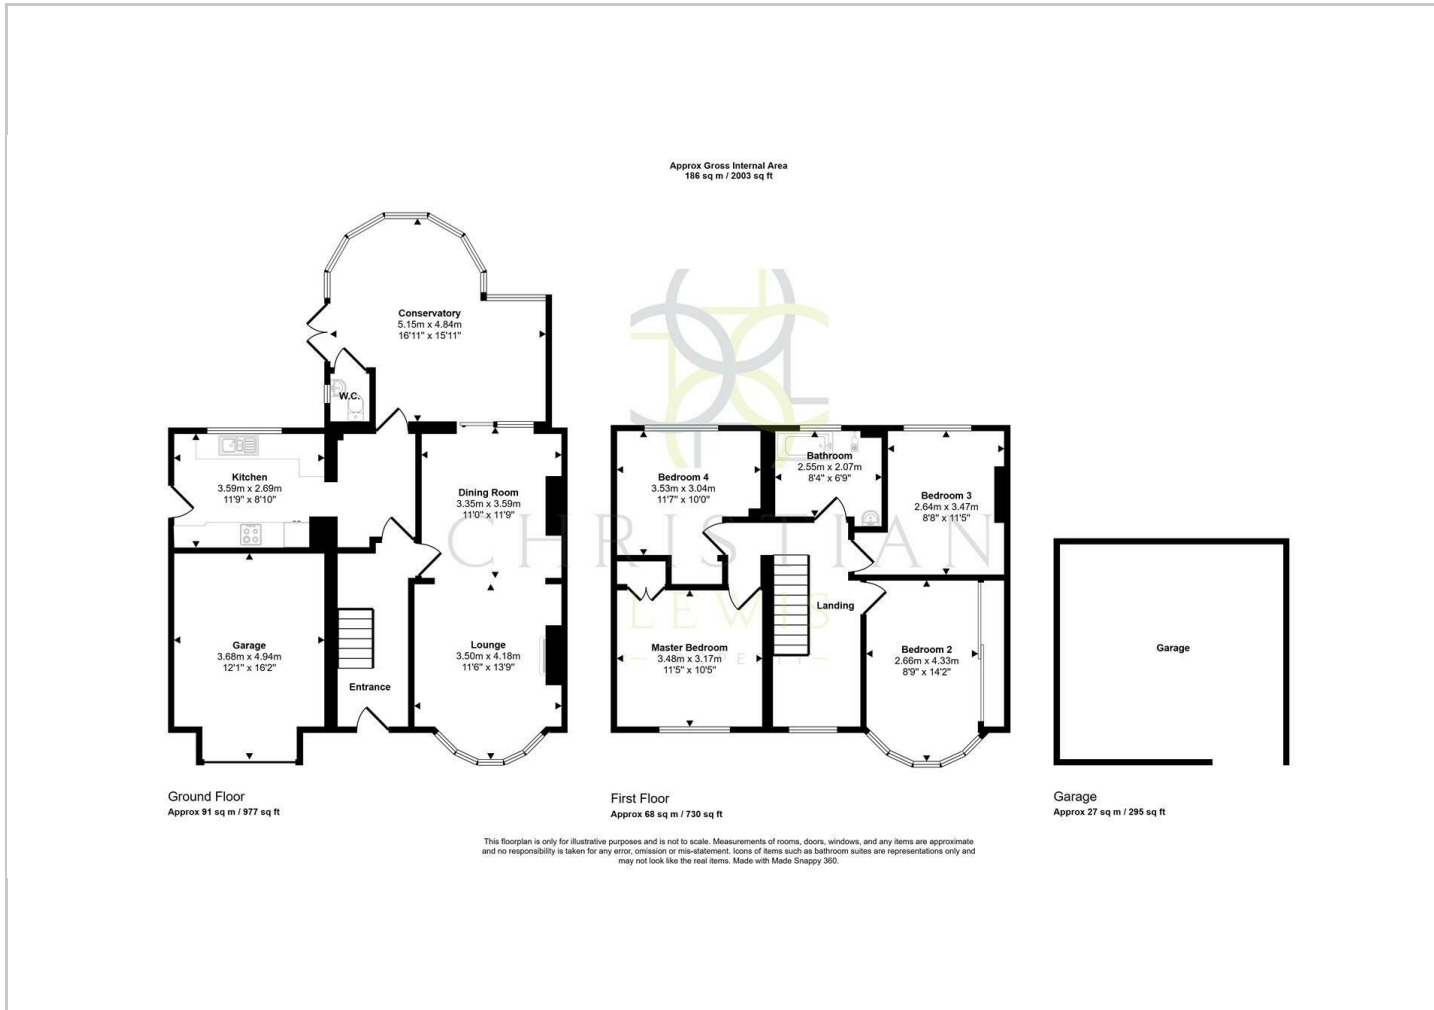 Approx Gross Internal Area
186 sq m / 2003 sq ft
Conservatory
5.15m x 4.84m
16'11" x 15'11"
W.C.
Kitchen
3.59m x 2.69m
11'9" x 8'10"
Dining Room
3.35m x 3.59m
11'0" x 11'9"
Garage
3.68m x 4.94m
12'1" x 16'2"
Lounge
3.50m x 4.18m
11'6" x 13'9"
Entrance
Bedroom 4
3.53m x 3.04m
11'7" x 10'0"
Bathroom
2.55m x 2.07m
8'4" x 6'9"
Bedroom 3
2.64m x 3.47m
8'8" x 11'5"
Landing
Master Bedroom
3.48m x 3.17m
11'5" x 10'5"
Bedroom 2
2.66m x 4.33m
8'9" x 14'2"
Garage
CHRISTIAN
LEWIS
Ground Floor
Approx 91 sq m / 977 sq ft
First Floor
Approx 68 sq m / 730 sq ft
Garage
Approx 27 sq m / 295 sq ft
This floorplan is only for illustrative purposes and is not to scale. Measurements of rooms, doors, windows, and any items are approximate
and no responsibility is taken for any error, omission or mis-statement. Icons of items such as bathroom suites are representations only and
may not look like the real items. Made with Made Snappy 360.